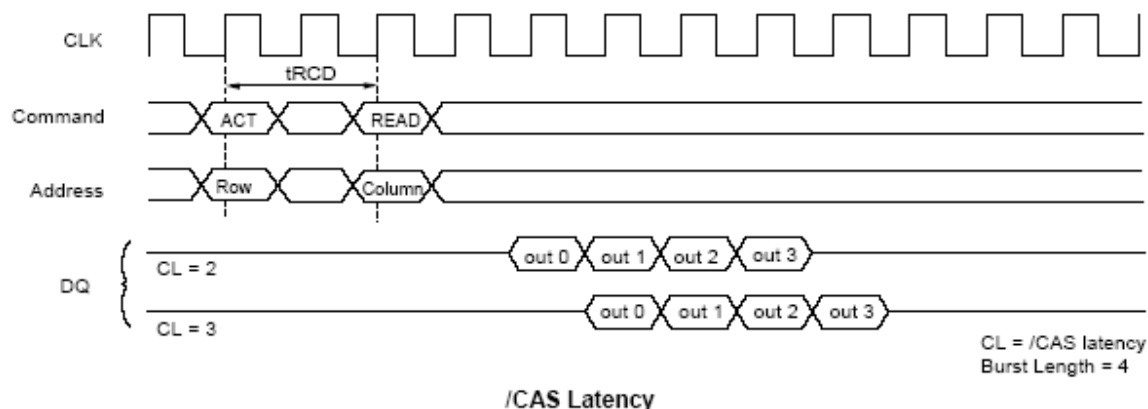 CLK
tRCD
Command ACT READ
Address Row Column
CL = 2 out 0 out 1 out 2 out 3
DQ
CL = 3 out 0 out 1 out 2 out 3
CL = /CAS latency
Burst Length = 4
/CAS Latency